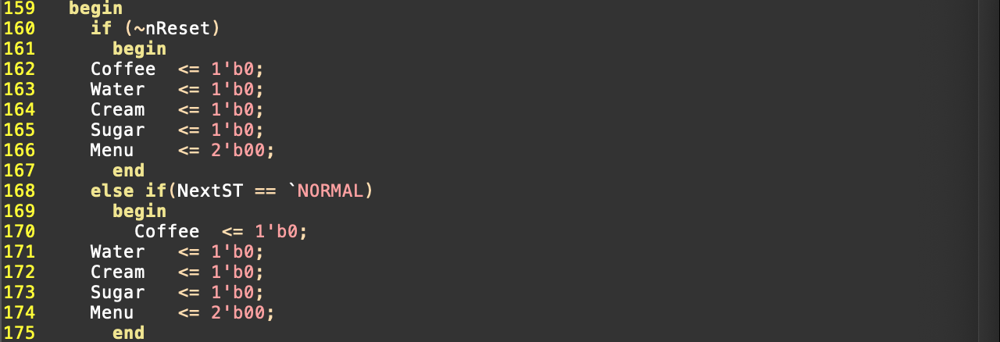 159   begin
160     if (~nReset)
161       begin
162     Coffee  <= 1'b0;
163     Water   <= 1'b0;
164     Cream   <= 1'b0;
165     Sugar   <= 1'b0;
166     Menu    <= 2'b00;
167       end
168     else if(NextST == `NORMAL)
169       begin
170         Coffee  <= 1'b0;
171     Water   <= 1'b0;
172     Cream   <= 1'b0;
173     Sugar   <= 1'b0;
174     Menu    <= 2'b00;
175       end